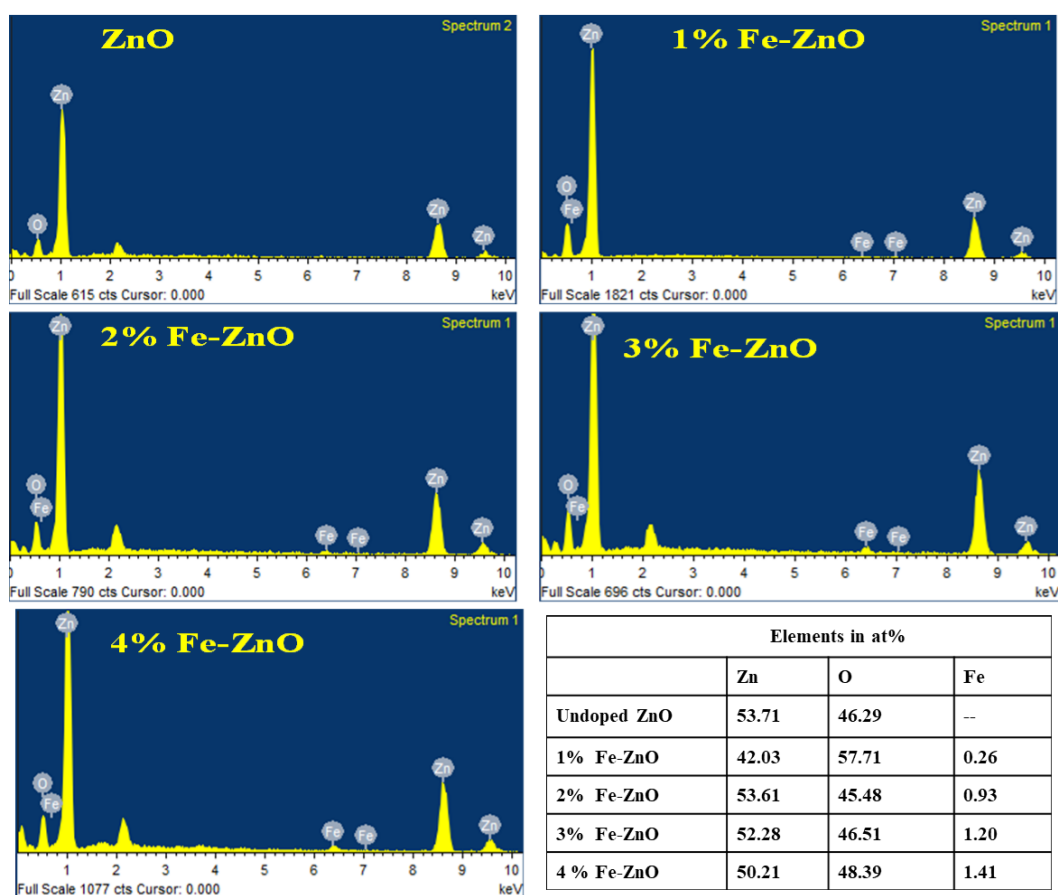 Spectrum 2
ZnO
Zn
O
Zn
Zn
0 1 2 3 4 5 6 7 8 9 10
Full Scale 615 cts Cursor: 0.000 keV
Spectrum 1
1% Fe-ZnO
Zn
O
Fe
Zn
Fe Fe Zn
0 1 2 3 4 5 6 7 8 9 10
Full Scale 1821 cts Cursor: 0.000 keV
Spectrum 1
2% Fe-ZnO
Zn
Zn
O
Fe
Fe Fe Zn
0 1 2 3 4 5 6 7 8 9 10
Full Scale 790 cts Cursor: 0.000 keV
Spectrum 1
3% Fe-ZnO
Zn
Zn
O
Fe
Fe Fe Zn
0 1 2 3 4 5 6 7 8 9 10
Full Scale 696 cts Cursor: 0.000 keV
Spectrum 1
4% Fe-ZnO
Zn
Zn
O
Fe
Fe Fe Zn
0 1 2 3 4 5 6 7 8 9 10
Full Scale 1077 cts Cursor: 0.000 keV
Elements in at%
Zn O Fe
Undoped ZnO 53.71 46.29 --
1% Fe-ZnO 42.03 57.71 0.26
2% Fe-ZnO 53.61 45.48 0.93
3% Fe-ZnO 52.28 46.51 1.20
4 % Fe-ZnO 50.21 48.39 1.41